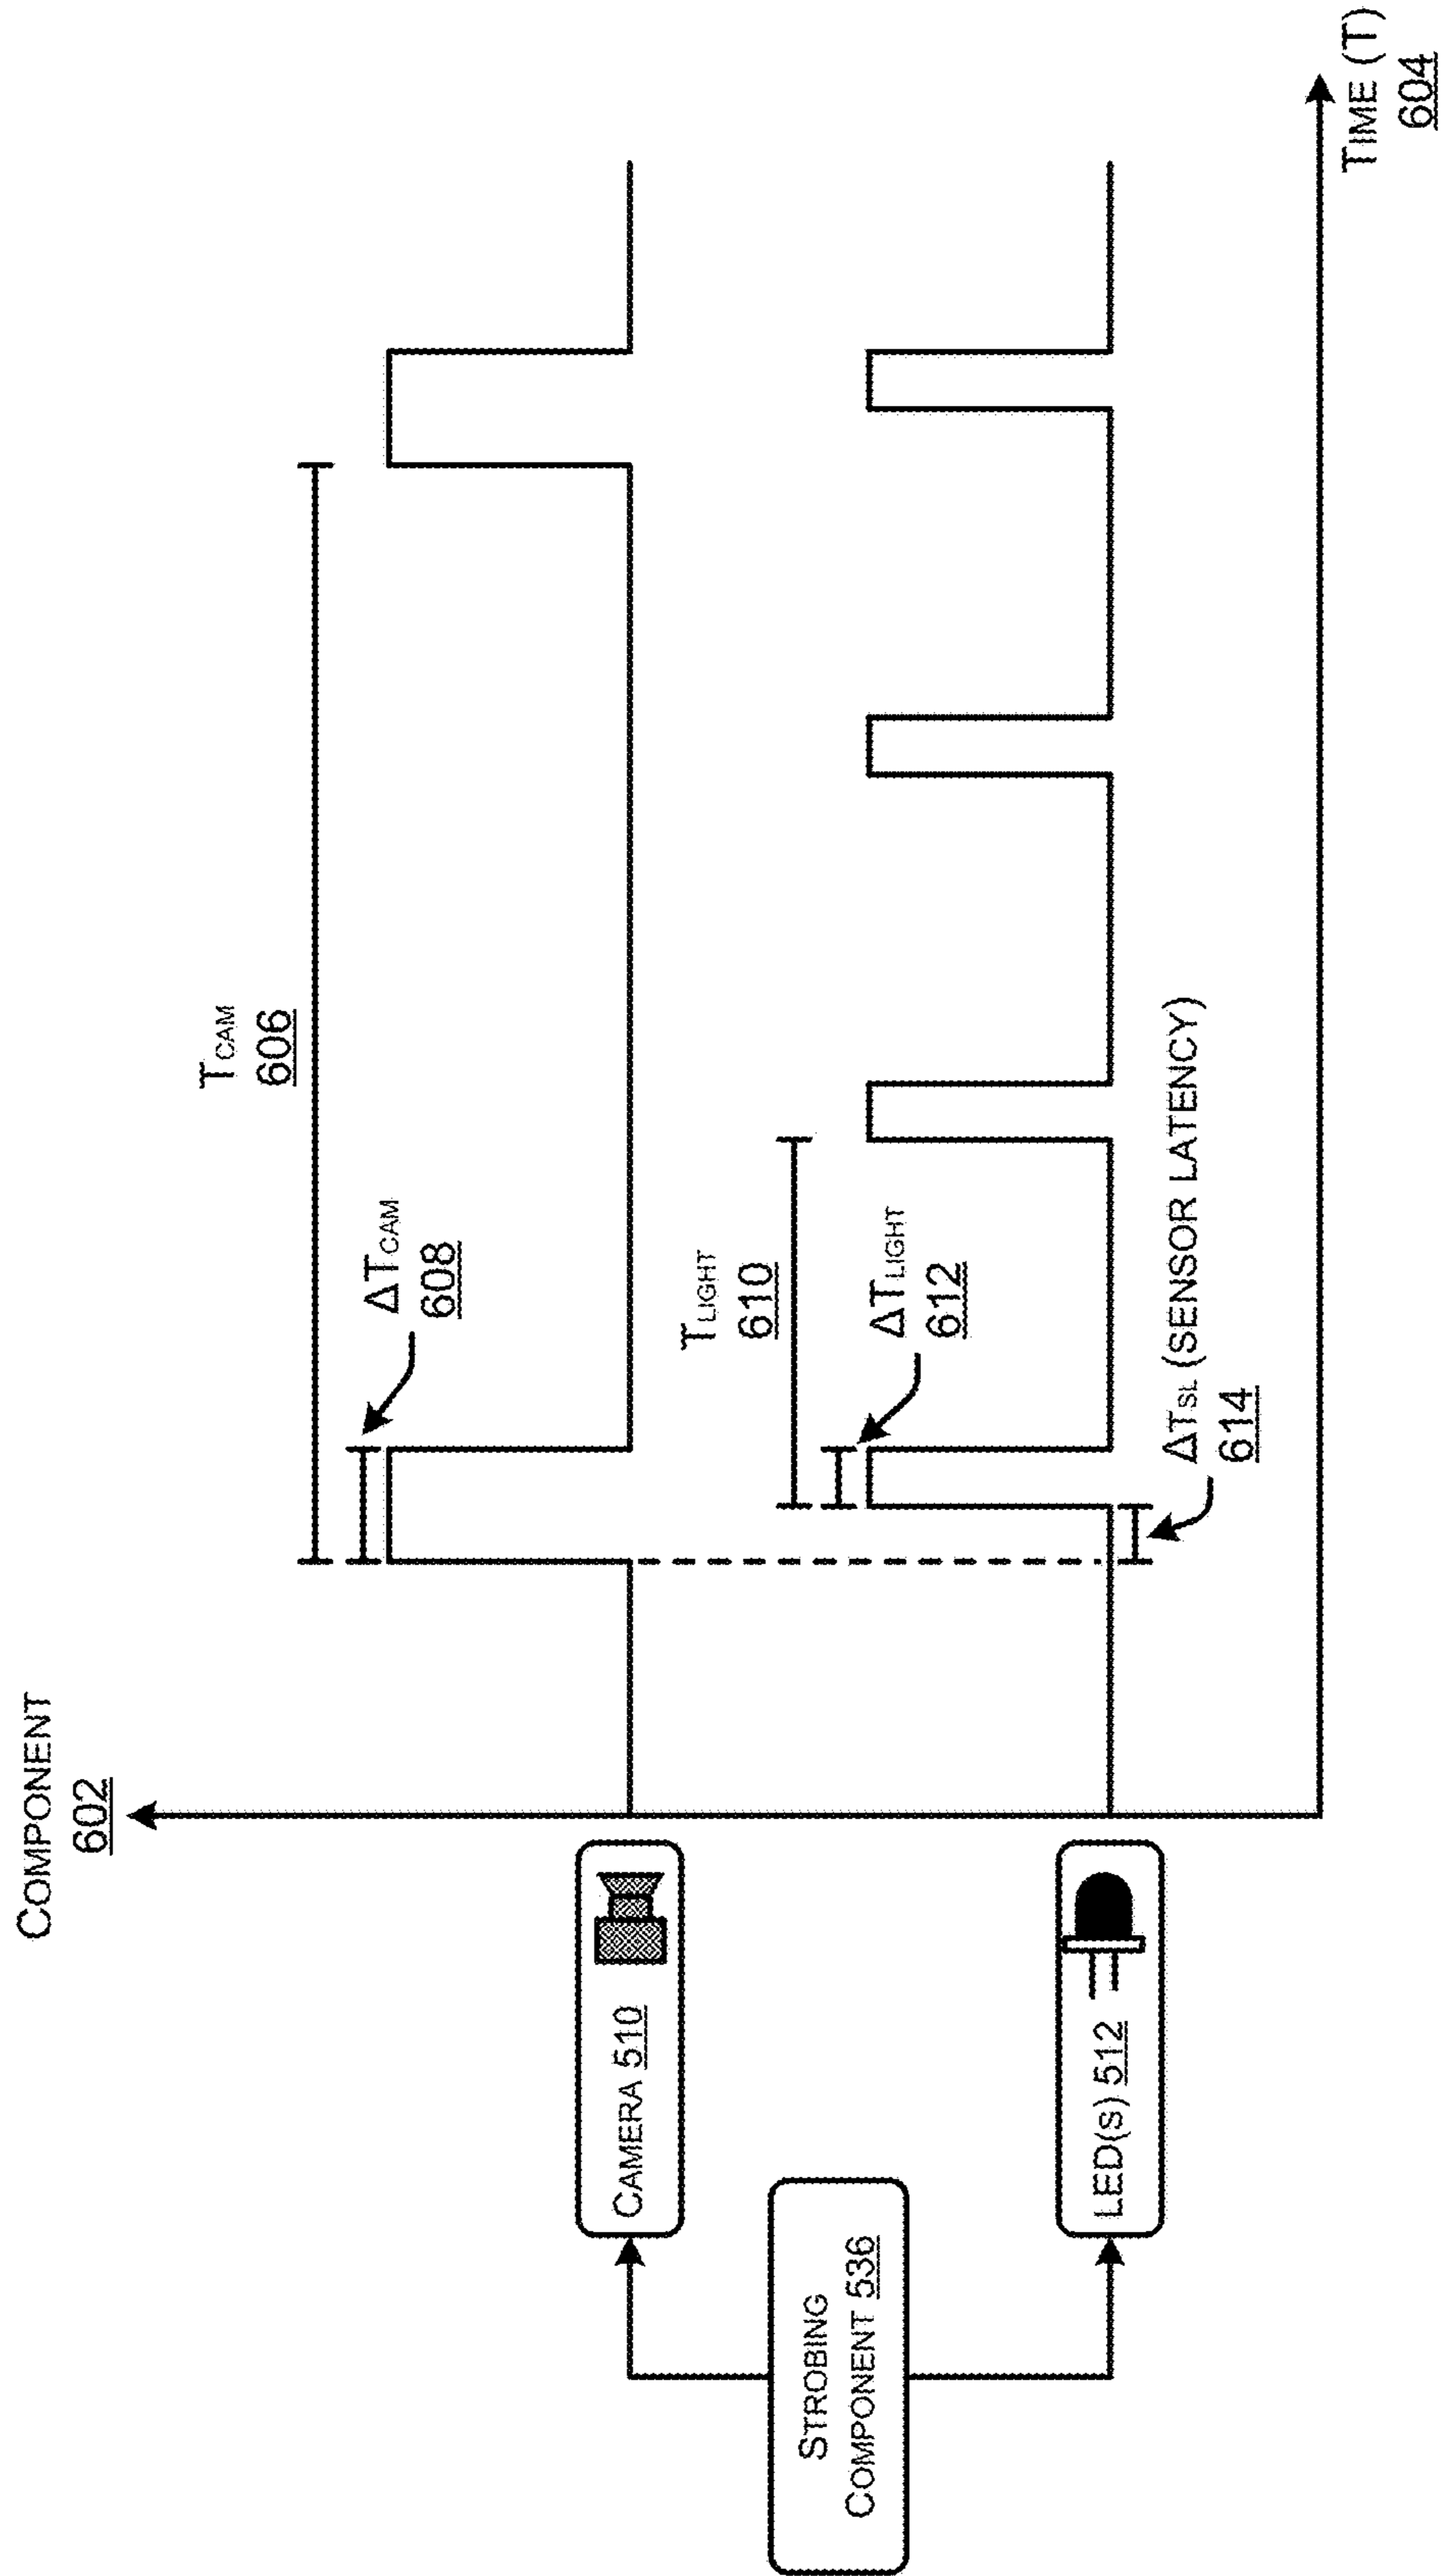 COMPONENT
602
TCAM
606
ΔTCAM
608
CAMERA 510
TLIGHT
610
ΔTLIGHT
612
STROBING
COMPONENT 536
LED(S) 512
ΔTSL (SENSOR LATENCY)
614
TIME (T)
604